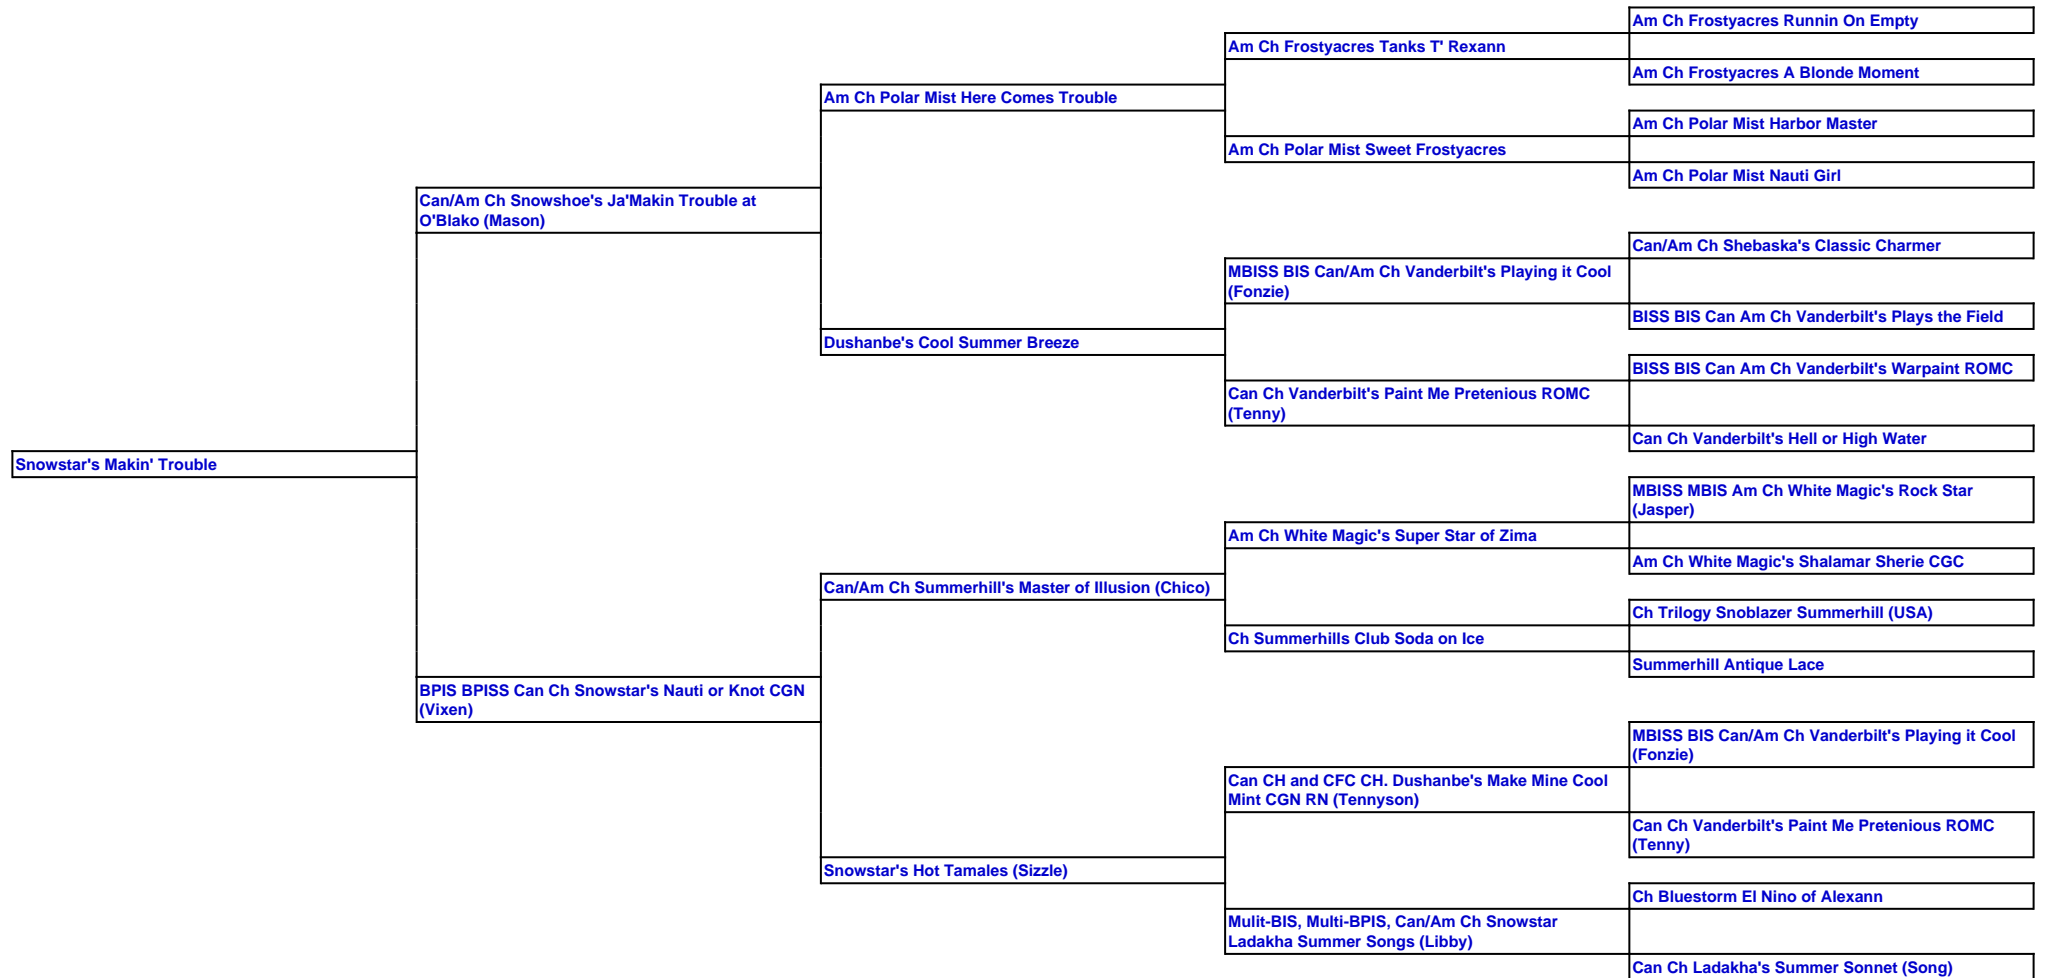 Am Ch Frostyacres Runnin On Empty
Am Ch Frostyacres Tanks T' Rexann
Am Ch Frostyacres A Blonde Moment
Am Ch Polar Mist Here Comes Trouble
Am Ch Polar Mist Harbor Master
Am Ch Polar Mist Sweet Frostyacres
Am Ch Polar Mist Nauti Girl
Can/Am Ch Snowshoe's Ja'Makin Trouble at
O'Blako (Mason)
Can/Am Ch Shebaska's Classic Charmer
MBISS BIS Can/Am Ch Vanderbilt's Playing it Cool
(Fonzie)
BISS BIS Can Am Ch Vanderbilt's Plays the Field
Dushanbe's Cool Summer Breeze
BISS BIS Can Am Ch Vanderbilt's Warpaint ROMC
Can Ch Vanderbilt's Paint Me Pretenious ROMC
(Tenny)
Can Ch Vanderbilt's Hell or High Water
Snowstar's Makin' Trouble
MBISS MBIS Am Ch White Magic's Rock Star
(Jasper)
Am Ch White Magic's Super Star of Zima
Am Ch White Magic's Shalamar Sherie CGC
Can/Am Ch Summerhill's Master of Illusion (Chico)
Ch Trilogy Snoblazer Summerhill (USA)
Ch Summerhills Club Soda on Ice
Summerhill Antique Lace
BPIS BPISS Can Ch Snowstar's Nauti or Knot CGN
(Vixen)
MBISS BIS Can/Am Ch Vanderbilt's Playing it Cool
(Fonzie)
Can CH and CFC CH. Dushanbe's Make Mine Cool
Mint CGN RN (Tennyson)
Can Ch Vanderbilt's Paint Me Pretenious ROMC
(Tenny)
Snowstar's Hot Tamales (Sizzle)
Ch Bluestorm El Nino of Alexann
Mulit-BIS, Multi-BPIS, Can/Am Ch Snowstar
Ladakha Summer Songs (Libby)
Can Ch Ladakha's Summer Sonnet (Song)